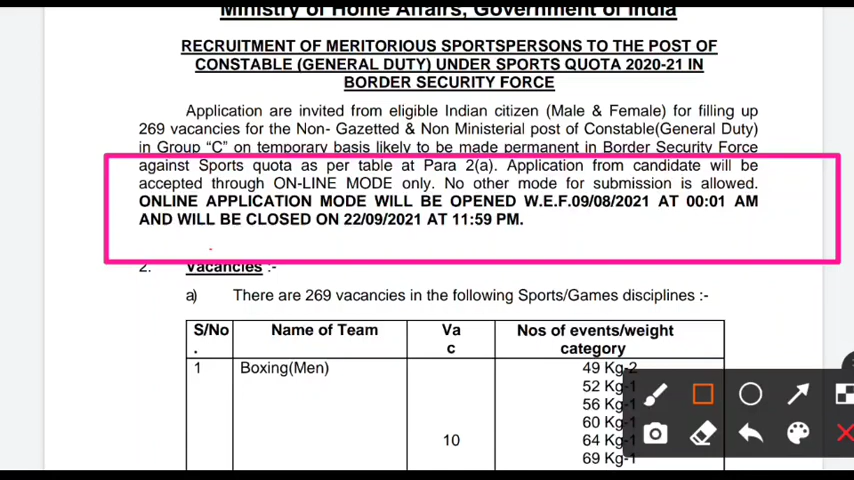 Ministry of Home Affairs, Government of India
RECRUITMENT OF MERITORIOUS SPORTSPERSONS TO THE POST OF
CONSTABLE (GENERAL DUTY) UNDER SPORTS QUOTA 2020-21 IN
BORDER SECURITY FORCE
Application are invited from eligible Indian citizen (Male & Female) for filling up
269 vacancies for the Non- Gazetted & Non Ministerial post of Constable(General Duty)
in Group “C” on temporary basis likely to be made permanent in Border Security Force
against Sports quota as per table at Para 2(a). Application from candidate will be
accepted through ON-LINE MODE only. No other mode for submission is allowed.
ONLINE APPLICATION MODE WILL BE OPENED W.E.F.09/08/2021 AT 00:01 AM
AND WILL BE CLOSED ON 22/09/2021 AT 11:59 PM.
2. Vacancies :-
a) There are 269 vacancies in the following Sports/Games disciplines :-
S/No. Name of Team Vac Nos of events/weight category
1 Boxing(Men) 10 49 Kg-2
52 Kg-1
56 Kg-1
60 Kg-1
64 Kg-1
69 Kg-1